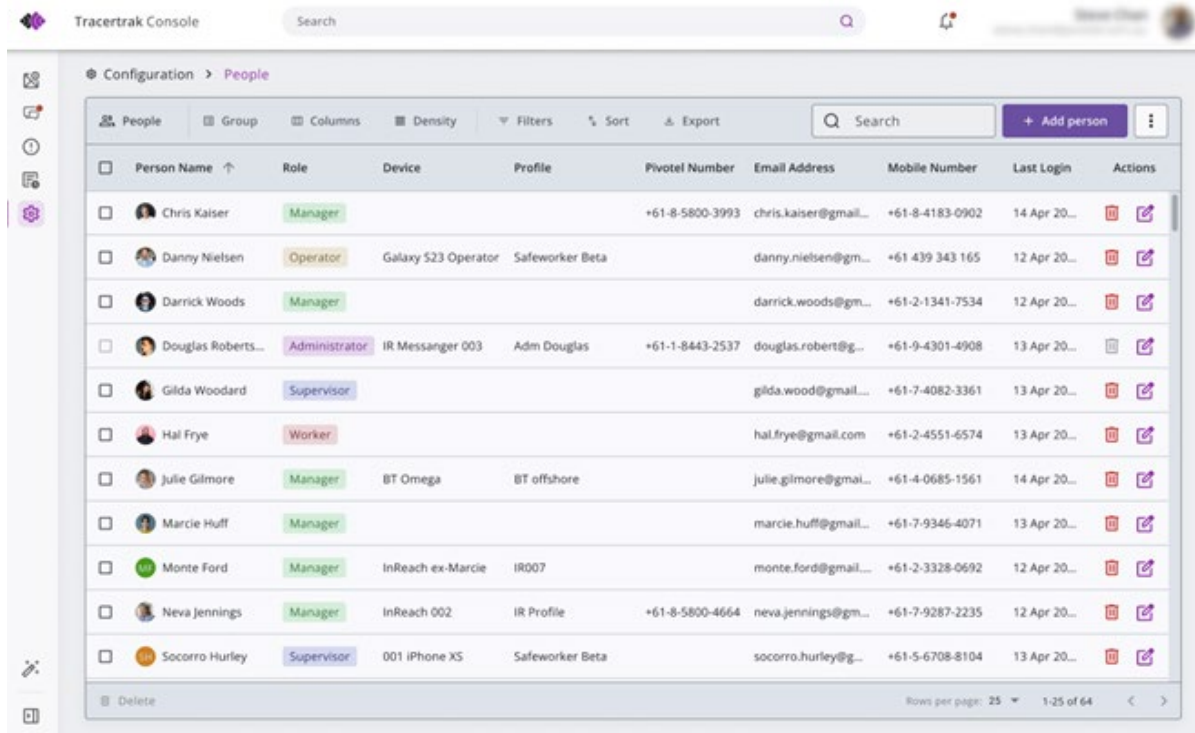 Tracertrak Console Search
Configuration > People
People Group Columns Density Filters Sort Export Search + Add person
Person Name ↑ Role Device Profile Pivotel Number Email Address Mobile Number Last Login Actions
Chris Kaiser Manager +61-8-5800-3993 chris.kaiser@gmail... +61-8-4183-0902 14 Apr 20...
Danny Nielsen Operator Galaxy S23 Operator Safeworker Beta danny.nielsen@gm... +61 439 343 165 12 Apr 20...
Darrick Woods Manager darrick.woods@gm... +61-2-1341-7534 12 Apr 20...
Douglas Roberts... Administrator IR Messanger 003 Adm Douglas +61-1-8443-2537 douglas.robert@g... +61-9-4301-4908 13 Apr 20...
Gilda Woodard Supervisor gilda.wood@gmail.... +61-7-4082-3361 13 Apr 20...
Hal Frye Worker hal.frye@gmail.com +61-2-4551-6574 13 Apr 20...
Julie Gilmore Manager BT Omega BT offshore julie.gilmore@gmai... +61-4-0685-1561 14 Apr 20...
Marcie Huff Manager marcie.huff@gmail... +61-7-9346-4071 13 Apr 20...
MF Monte Ford Manager InReach ex-Marcie IR007 monte.ford@gmail.... +61-2-3328-0692 12 Apr 20...
Neva Jennings Manager InReach 002 IR Profile +61-8-5800-4664 neva.jennings@gm... +61-7-9287-2235 12 Apr 20...
SH Socorro Hurley Supervisor 001 iPhone XS Safeworker Beta socorro.hurley@g... +61-5-6708-8104 13 Apr 20...
Delete Rows per page: 25 1-25 of 64 < >